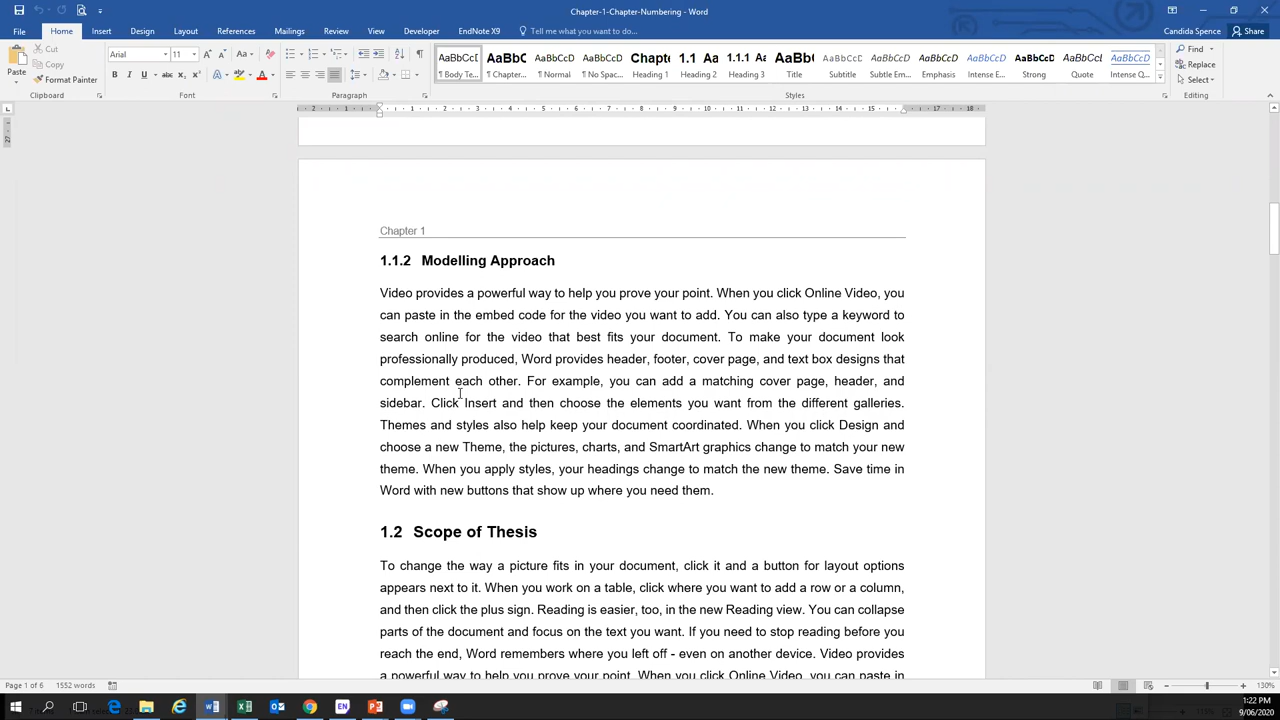 Chapter-1-Chapter-Numbering - Word
Candida Spence
Share
File Home Insert Design Layout References Mailings Review View Developer EndNote X9 Tell me what you want to do...
Paste
Cut
Copy
Format Painter
Clipboard
Arial 11
Font
Paragraph
AaBbCcD AaBbC AaBbCcDc AaBbCcDc Chapte 1.1 Aa 1.1.1 Aa AaBb( AaBbCcD AaBbCcDc AaBbCcDc AaBbCcDc AaBbCcDc AaBbCcDc AaBbCcDc
¶ Body Te... ¶ Chapter... ¶ Normal ¶ No Spac... Heading 1 Heading 2 Heading 3 Title Subtitle Subtle Em... Emphasis Intense E... Strong Quote Intense Q...
Styles
Find
Replace
Select
Editing
Chapter 1
1.1.2 Modelling Approach
Video provides a powerful way to help you prove your point. When you click Online Video, you
can paste in the embed code for the video you want to add. You can also type a keyword to
search online for the video that best fits your document. To make your document look
professionally produced, Word provides header, footer, cover page, and text box designs that
complement each other. For example, you can add a matching cover page, header, and
sidebar. Click Insert and then choose the elements you want from the different galleries.
Themes and styles also help keep your document coordinated. When you click Design and
choose a new Theme, the pictures, charts, and SmartArt graphics change to match your new
theme. When you apply styles, your headings change to match the new theme. Save time in
Word with new buttons that show up where you need them.
1.2 Scope of Thesis
To change the way a picture fits in your document, click it and a button for layout options
appears next to it. When you work on a table, click where you want to add a row or a column,
and then click the plus sign. Reading is easier, too, in the new Reading view. You can collapse
parts of the document and focus on the text you want. If you need to stop reading before you
reach the end, Word remembers where you left off - even on another device. Video provides
a powerful way to help you prove your point. When you click Online Video, you can paste in
Page 1 of 6 1552 words
130%
1:22 PM
9/06/2020